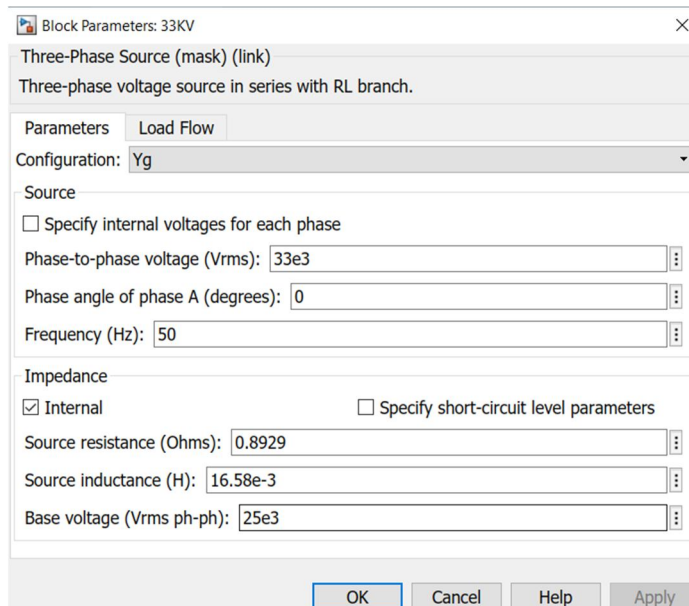 Block Parameters: 33KV
Three-Phase Source (mask) (link)
Three-phase voltage source in series with RL branch.
Parameters Load Flow
Configuration: Yg
Source
Specify internal voltages for each phase
Phase-to-phase voltage (Vrms): 33e3
Phase angle of phase A (degrees): 0
Frequency (Hz): 50
Impedance
Internal Specify short-circuit level parameters
Source resistance (Ohms): 0.8929
Source inductance (H): 16.58e-3
Base voltage (Vrms ph-ph): 25e3
OK Cancel Help Apply